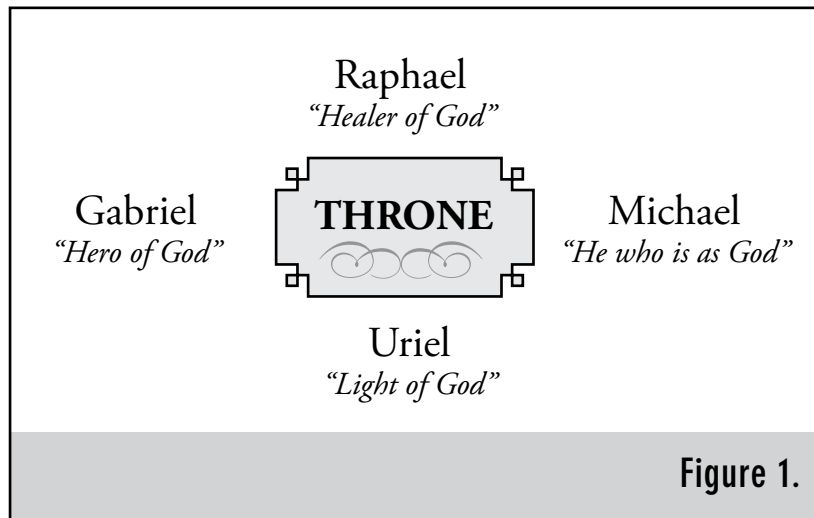 Raphael
“Healer of God”
Gabriel
“Hero of God”
THRONE
Michael
“He who is as God”
Uriel
“Light of God”
Figure 1.